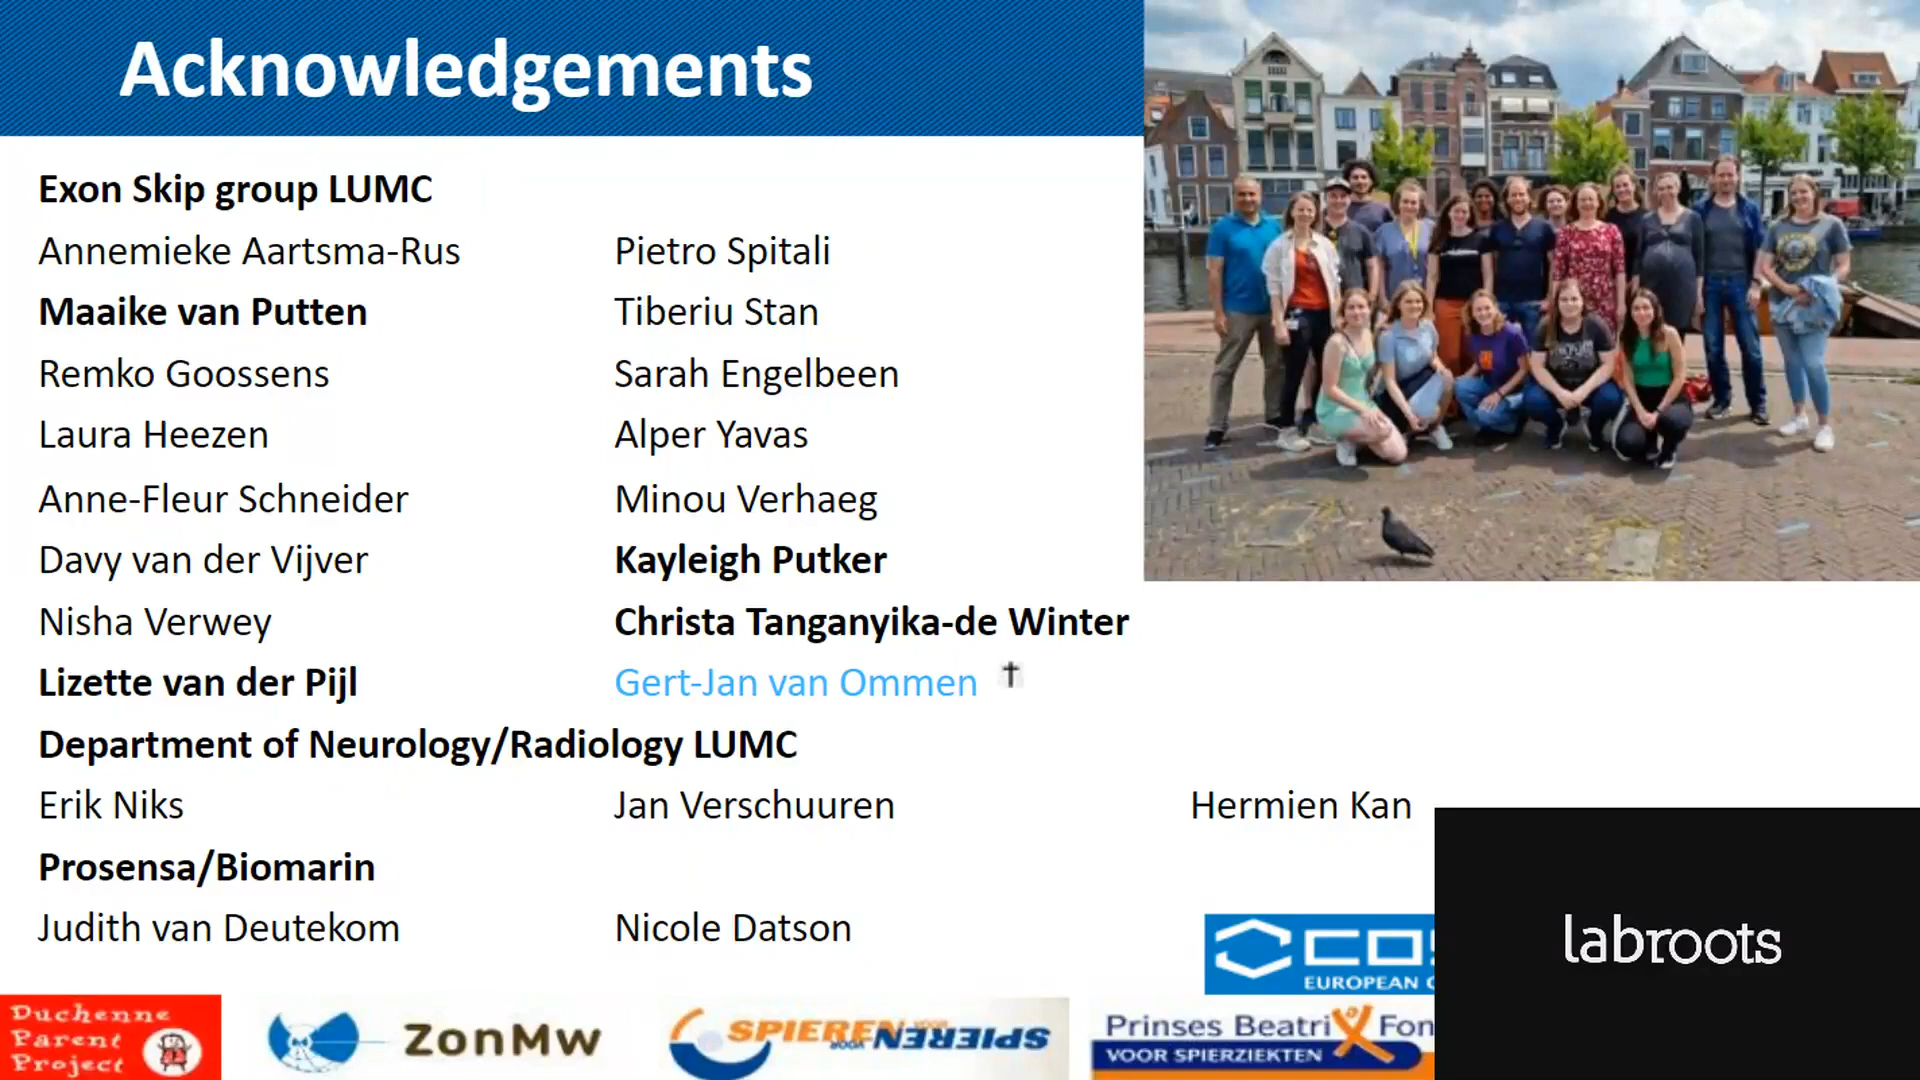 Acknowledgements
Exon Skip group LUMC
Annemieke Aartsma-Rus Pietro Spitali
Maaike van Putten Tiberiu Stan
Remko Goossens Sarah Engelbeen
Laura Heezen Alper Yavas
Anne-Fleur Schneider Minou Verhaeg
Davy van der Vijver Kayleigh Putker
Nisha Verwey Christa Tanganyika-de Winter
Lizette van der Pijl Gert-Jan van Ommen †
Department of Neurology/Radiology LUMC
Erik Niks Jan Verschuuren Hermien Kan
Prosensa/Biomarin
Judith van Deutekom Nicole Datson
EUROPEAN
labroots
Duchenne
Parent
Project
ZonMw
SPIEREN VOOR SPIEREN
Prinses Beatrix Fon
VOOR SPIERZIEKTEN